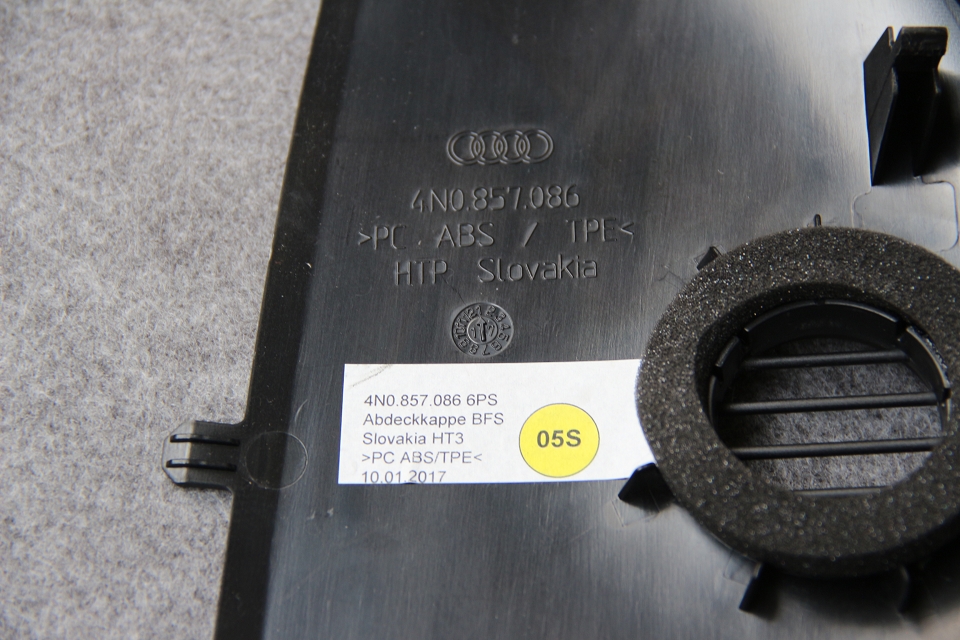 4N0.857.086
>PC ABS / TPE<
HTP Slovakia
4N0.857.086 6PS
Abdeckkappe BFS
Slovakia HT3
>PC ABS/TPE<
10.01.2017
05S